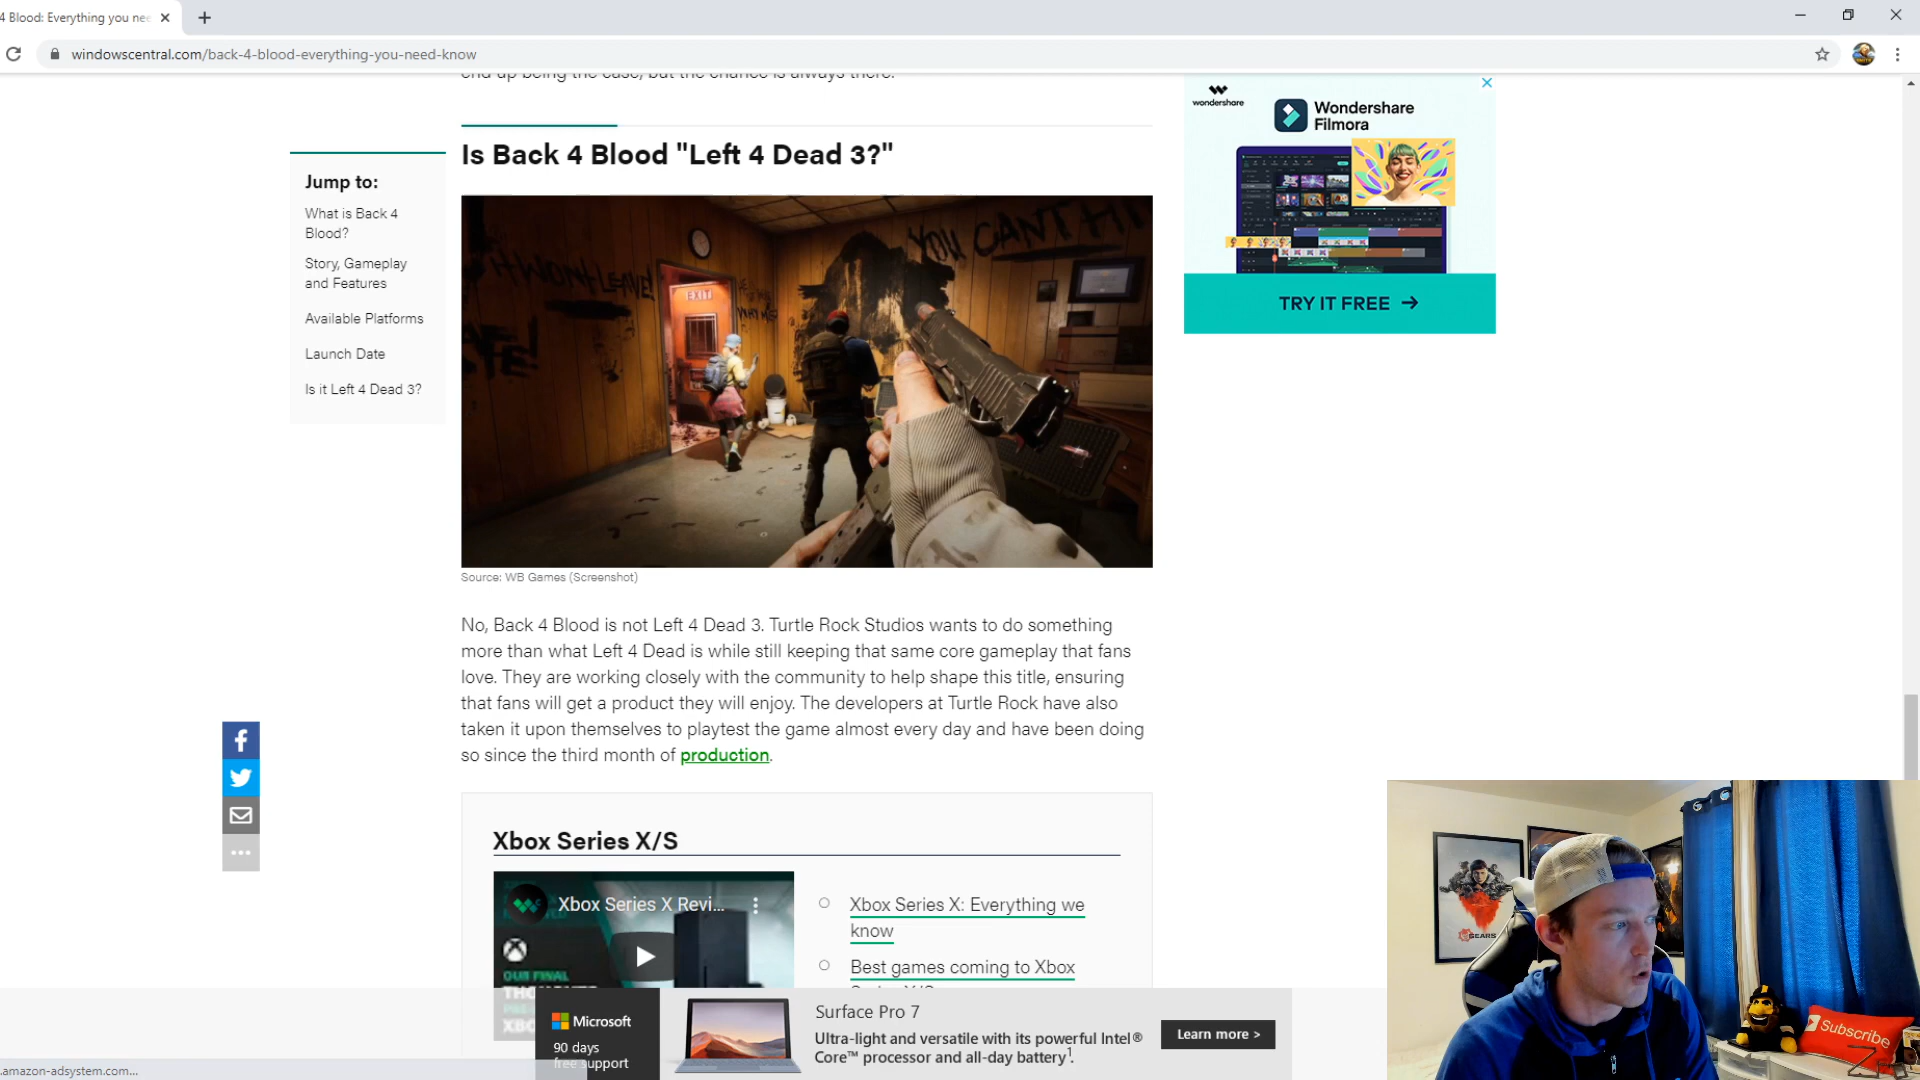 4 Blood: Everything you nee
windowscentral.com/back-4-blood-everything-you-need-know
end up being the case, but the chance is always there.
Is Back 4 Blood "Left 4 Dead 3?"
Jump to:
What is Back 4
Blood?
Story, Gameplay
and Features
Available Platforms
Launch Date
Is it Left 4 Dead 3?
WON'T LEAVE!
YOU CAN'T H
EXIT
WHY ME
Source: WB Games (Screenshot)
wondershare
Wondershare
Filmora
TRY IT FREE →
No, Back 4 Blood is not Left 4 Dead 3. Turtle Rock Studios wants to do something
more than what Left 4 Dead is while still keeping that same core gameplay that fans
love. They are working closely with the community to help shape this title, ensuring
that fans will get a product they will enjoy. The developers at Turtle Rock have also
taken it upon themselves to playtest the game almost every day and have been doing
so since the third month of production.
Xbox Series X/S
Xbox Series X Revi...
OUR FINAL
Xbox Series X: Everything we
know
Best games coming to Xbox
Microsoft
90 days
free support
Surface Pro 7
Ultra-light and versatile with its powerful Intel®
Core™ processor and all-day battery¹.
Learn more >
.amazon-adsystem.com...
GEARS
Subscribe